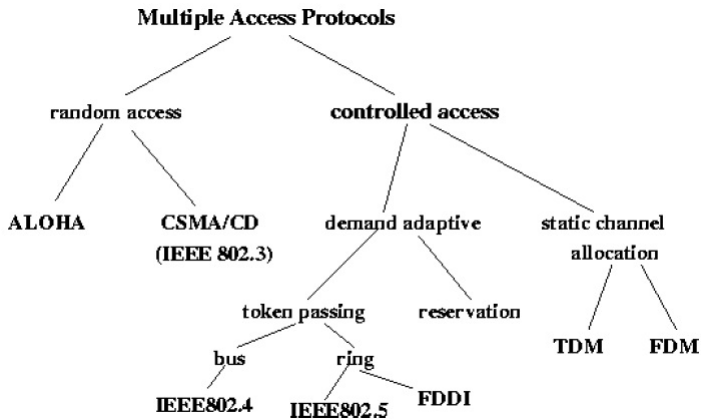 Multiple Access Protocols
random access
controlled access
ALOHA
CSMA/CD
(IEEE 802.3)
demand adaptive
static channel
allocation
token passing
reservation
TDM
FDM
bus
ring
IEEE802.4
IEEE802.5
FDDI